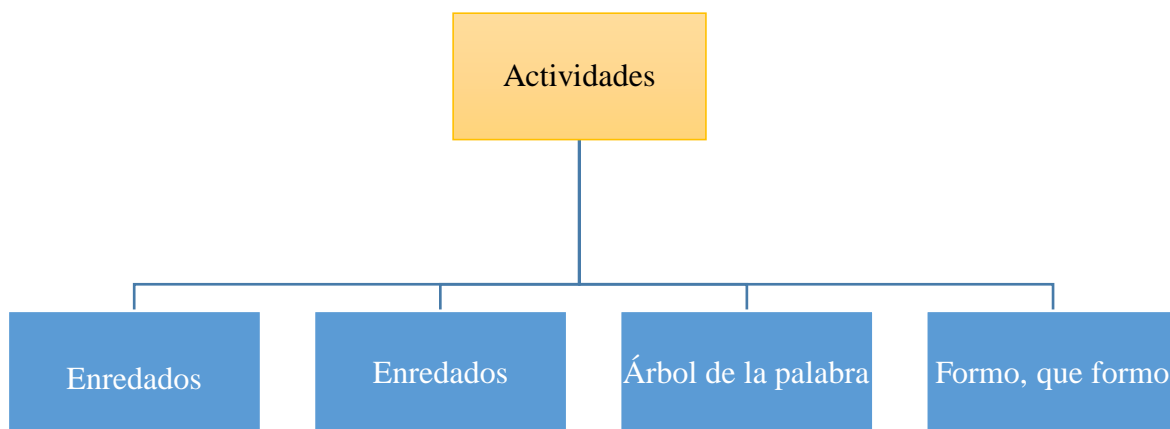 Actividades
Enredados
Enredados
Árbol de la palabra
Formo, que formo